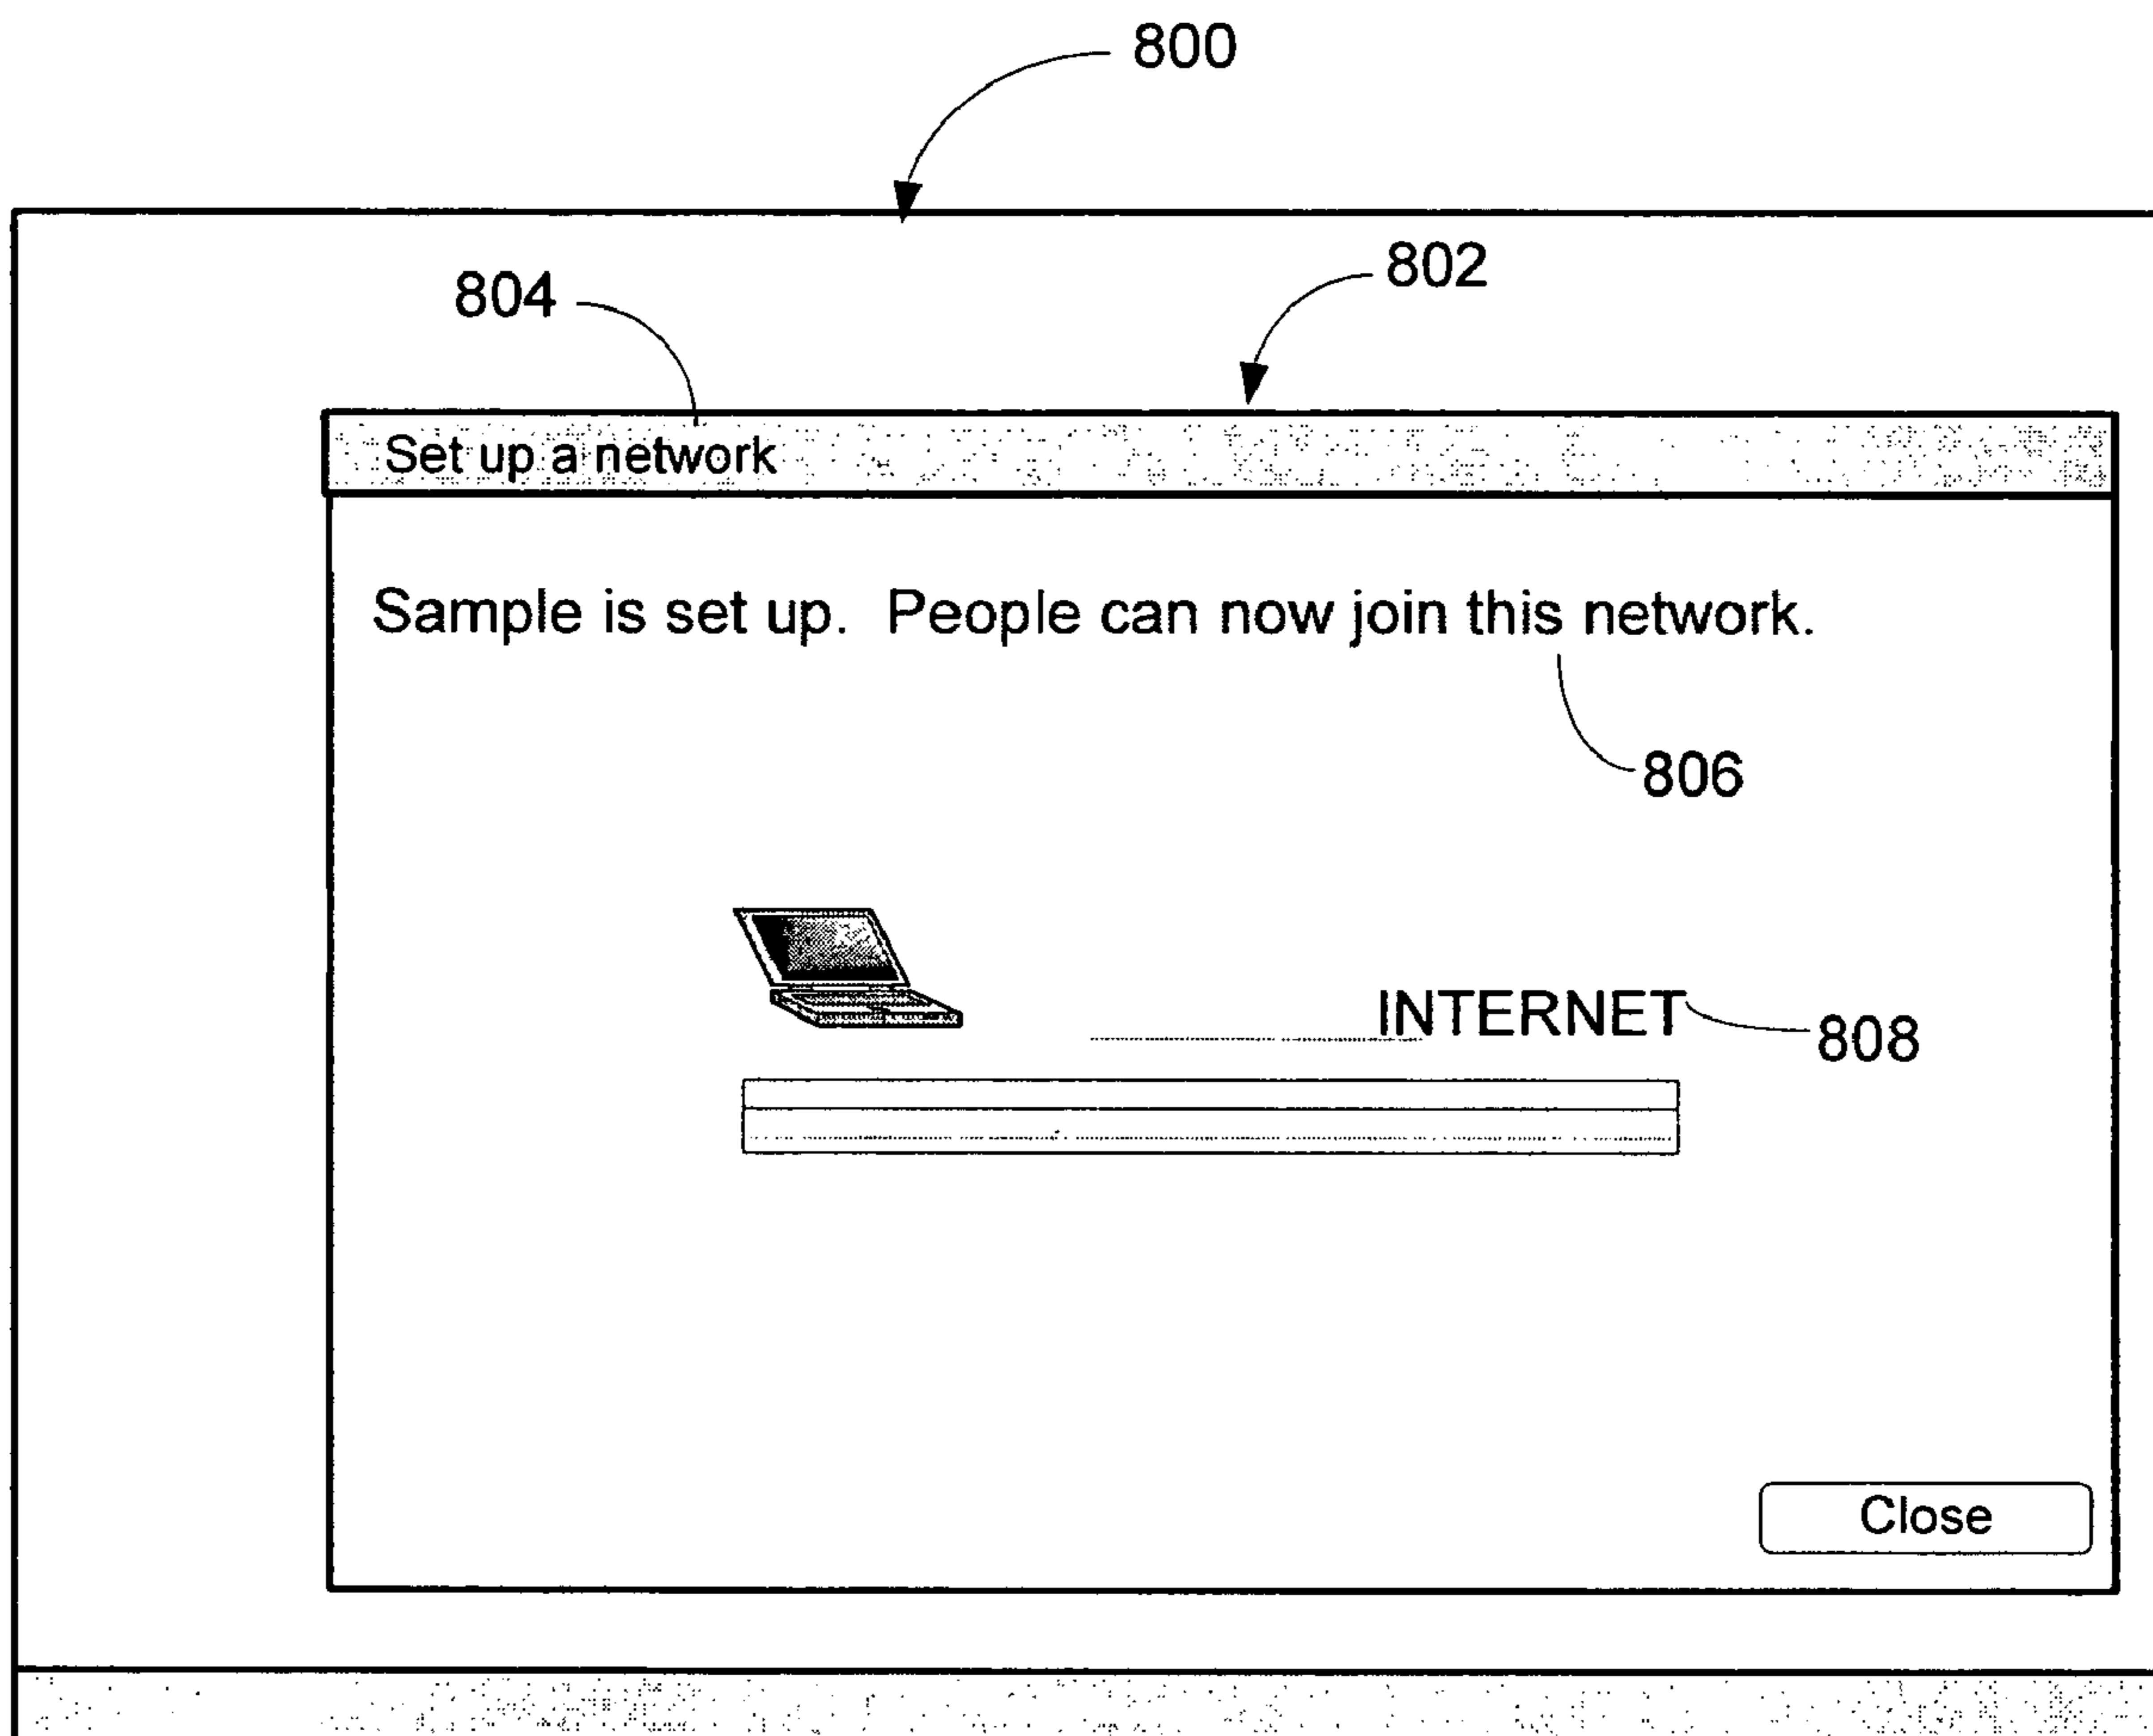 800
802
804
Set up a network
Sample is set up.  People can now join this network.
806
INTERNET
808
Close